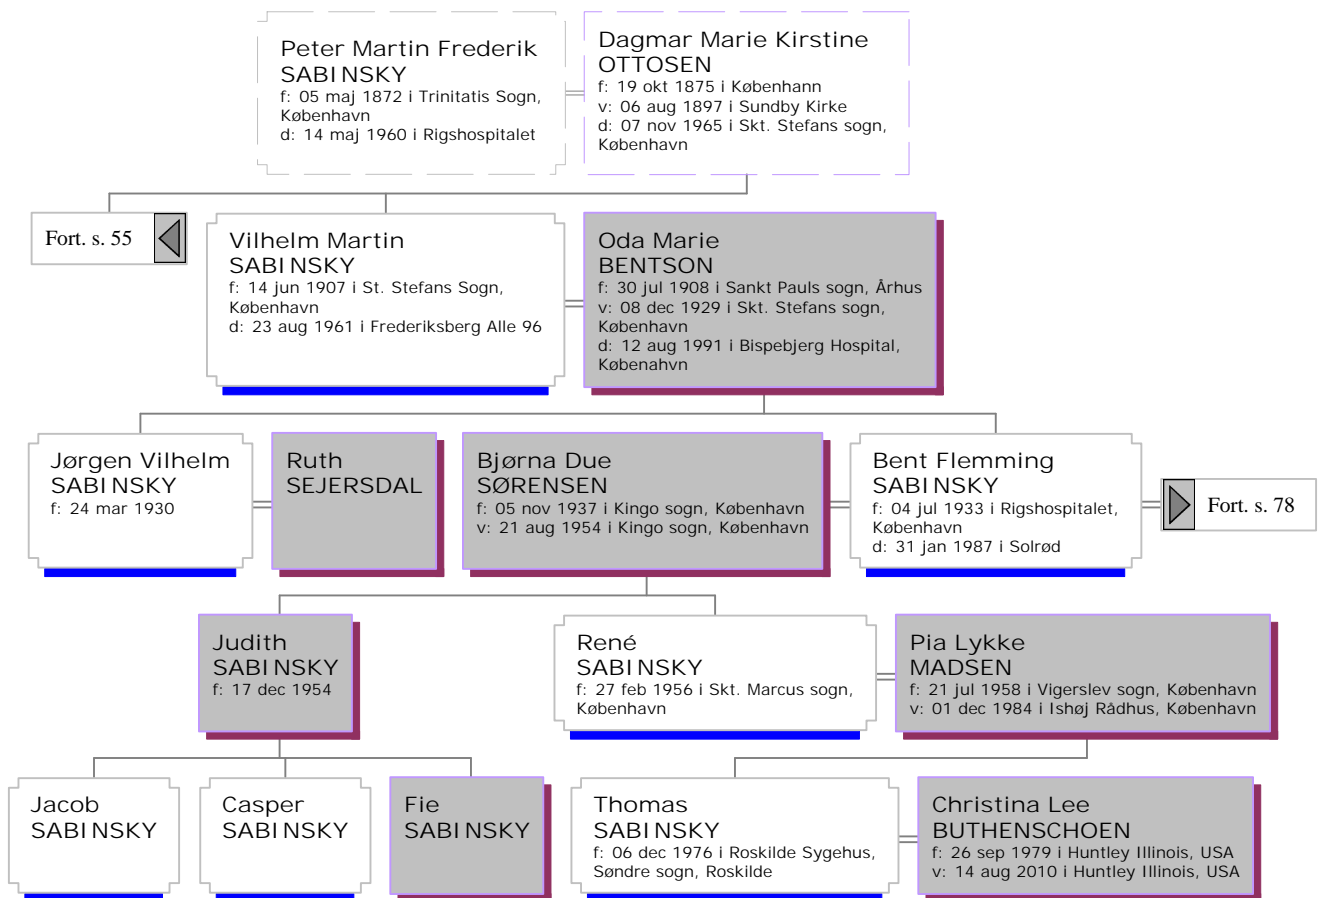 Peter Martin Frederik
SABINSKY
f: 05 maj 1872 i Trinitatis Sogn,
København
d: 14 maj 1960 i Rigshospitalet
Dagmar Marie Kirstine
OTTOSEN
f: 19 okt 1875 i Københann
v: 06 aug 1897 i Sundby Kirke
d: 07 nov 1965 i Skt. Stefans sogn,
København
Fort. s. 55
Vilhelm Martin
SABINSKY
f: 14 jun 1907 i St. Stefans Sogn,
København
d: 23 aug 1961 i Frederiksberg Alle 96
Oda Marie
BENTSON
f: 30 jul 1908 i Sankt Pauls sogn, Århus
v: 08 dec 1929 i Skt. Stefans sogn,
København
d: 12 aug 1991 i Bispebjerg Hospital,
Købenahvn
Jørgen Vilhelm
SABINSKY
f: 24 mar 1930
Ruth
SEJERSDAL
Bjørna Due
SØRENSEN
f: 05 nov 1937 i Kingo sogn, København
v: 21 aug 1954 i Kingo sogn, København
Bent Flemming
SABINSKY
f: 04 jul 1933 i Rigshospitalet,
København
d: 31 jan 1987 i Solrød
Fort. s. 78
Judith
SABINSKY
f: 17 dec 1954
René
SABINSKY
f: 27 feb 1956 i Skt. Marcus sogn,
København
Pia Lykke
MADSEN
f: 21 jul 1958 i Vigerslev sogn, København
v: 01 dec 1984 i Ishøj Rådhus, København
Jacob
SABINSKY
Casper
SABINSKY
Fie
SABINSKY
Thomas
SABINSKY
f: 06 dec 1976 i Roskilde Sygehus,
Søndre sogn, Roskilde
Christina Lee
BUTHENSCHOEN
f: 26 sep 1979 i Huntley Illinois, USA
v: 14 aug 2010 i Huntley Illinois, USA